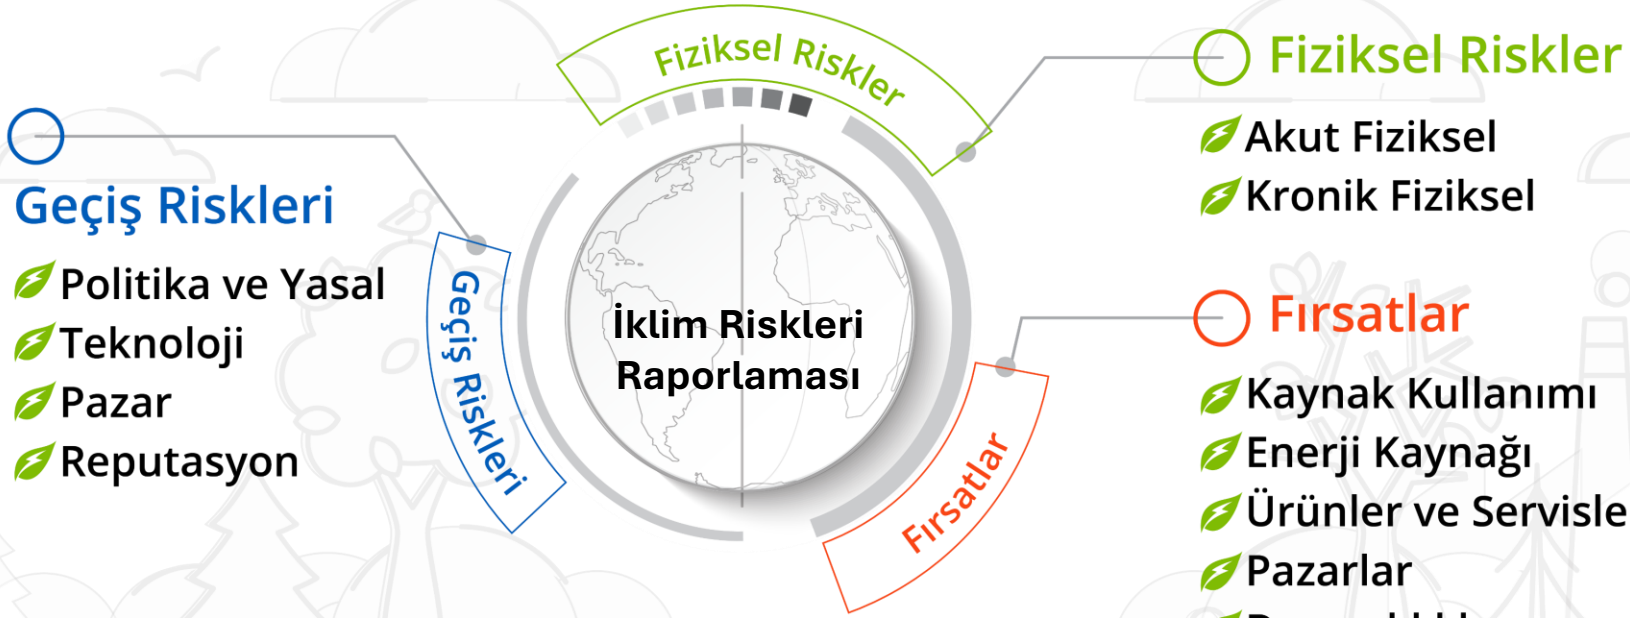 Fiziksel Riskler
Geçiş Riskleri
Politika ve Yasal
Teknoloji
Pazar
Reputasyon
Geçiş Riskleri
İklim Riskleri
Raporlaması
Fırsatlar
Fiziksel Riskler
Akut Fiziksel
Kronik Fiziksel
Fırsatlar
Kaynak Kullanımı
Enerji Kaynağı
Ürünler ve Servisle
Pazarlar